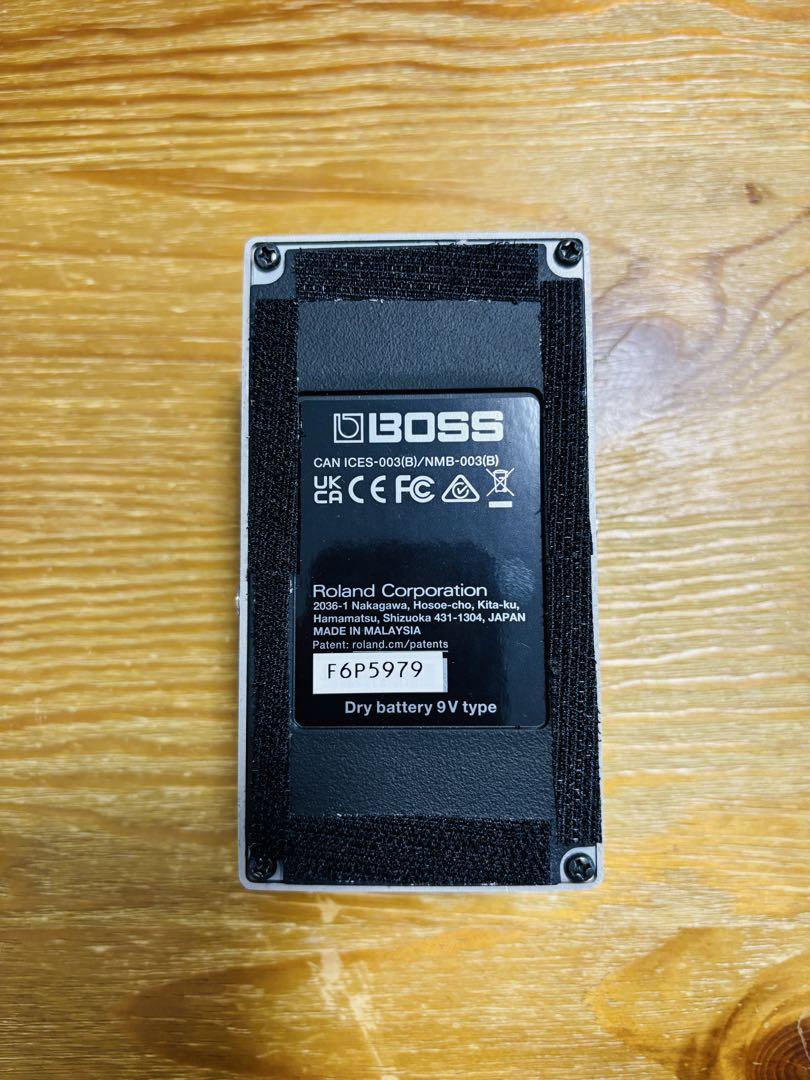 BOSS
CAN ICES-003(B)/NMB-003(B)
UK CA CE FC
Roland Corporation
2036-1 Nakagawa, Hosoe-cho, Kita-ku,
Hamamatsu, Shizuoka 431-1304, JAPAN
MADE IN MALAYSIA
Patent: roland.cm/patents
F6P5979
Dry battery 9V type